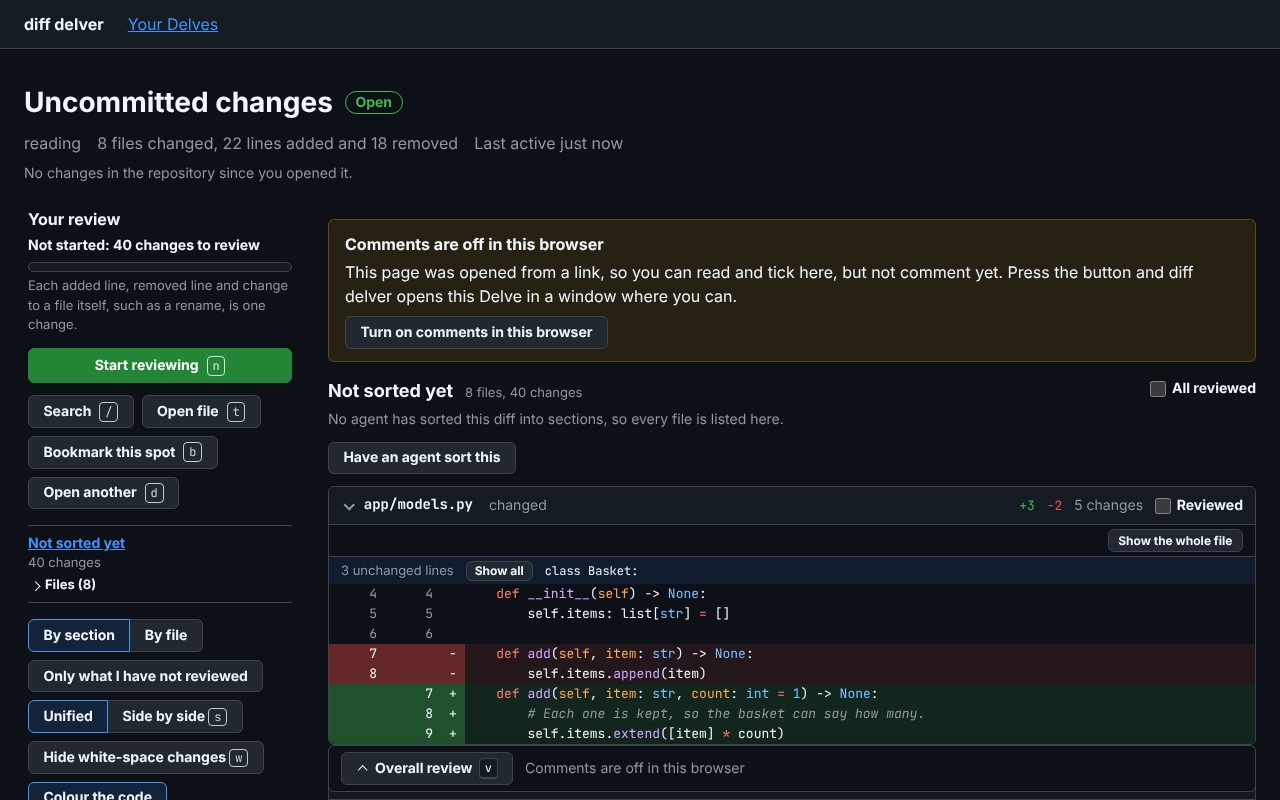 diff delver Your Delves
Uncommitted changes Open
reading 8 files changed, 22 lines added and 18 removed Last active just now
No changes in the repository since you opened it.
Your review
Not started: 40 changes to review
Each added line, removed line and change
to a file itself, such as a rename, is one
change.
Start reviewing n
Search / Open file t
Bookmark this spot b
Open another d
Not sorted yet
40 changes
Files (8)
By section By file
Only what I have not reviewed
Unified Side by side s
Hide white-space changes w
Colour the code
Comments are off in this browser
This page was opened from a link, so you can read and tick here, but not comment yet. Press the button and diff
delver opens this Delve in a window where you can.
Turn on comments in this browser
Not sorted yet 8 files, 40 changes All reviewed
No agent has sorted this diff into sections, so every file is listed here.
Have an agent sort this
app/models.py changed +3 -2 5 changes Reviewed
Show the whole file
3 unchanged lines Show all class Basket:
4 4 def __init__(self) -> None:
5 5 self.items: list[str] = []
6 6
7 - def add(self, item: str) -> None:
8 - self.items.append(item)
7 + def add(self, item: str, count: int = 1) -> None:
8 + # Each one is kept, so the basket can say how many.
9 + self.items.extend([item] * count)
Overall review v Comments are off in this browser